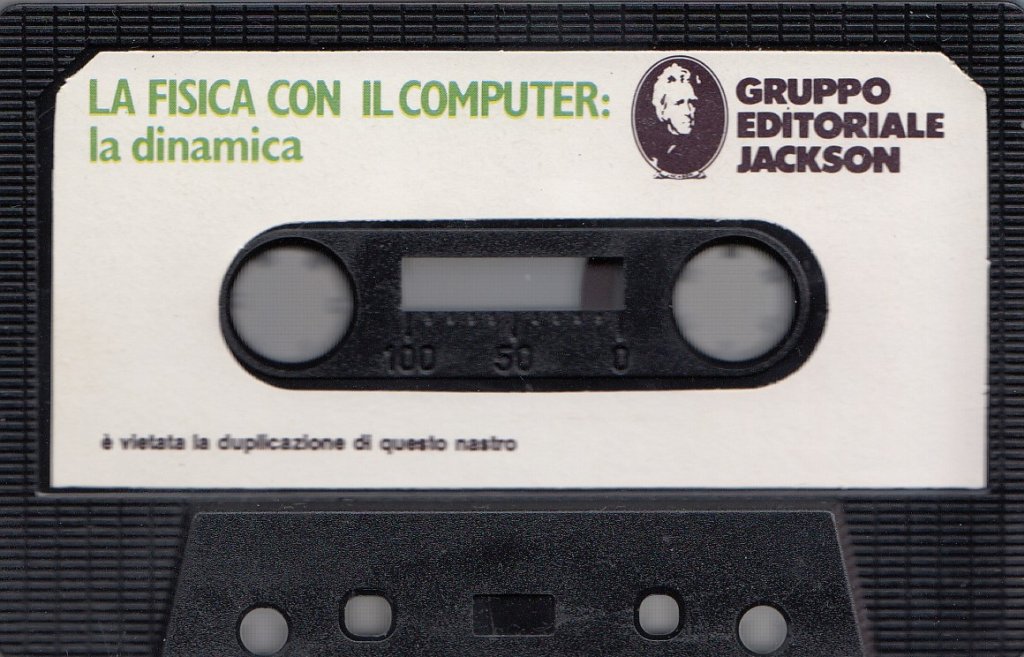 LA FISICA CON IL COMPUTER:
la dinamica
GRUPPO
EDITORIALE
JACKSON
100 50 0
è vietata la duplicazione di questo nastro